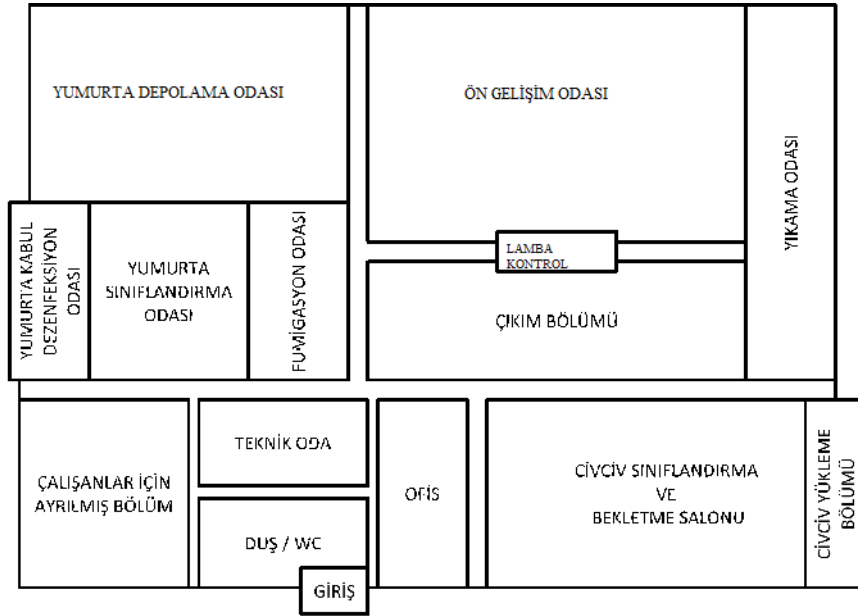 YUMURTA DEPOLAMA ODASI
ÖN GELİŞİM ODASI
YIKAMA ODASI
YUMURTA KABUL
DEZENFEKSİYON
ODASI
YUMURTA
SINIFLANDIRMA
ODASI
FUMİGASYON ODASI
LAMBA
KONTROL
ÇIKIM BÖLÜMÜ
ÇALIŞANLAR İÇİN
AYRILMIŞ BÖLÜM
TEKNİK ODA
DUŞ / WC
GİRİŞ
OFİS
CİVCİV SINIFLANDIRMA
VE
BEKLETME SALONU
CİVCİV YÜKLEME
BÖLÜMÜ